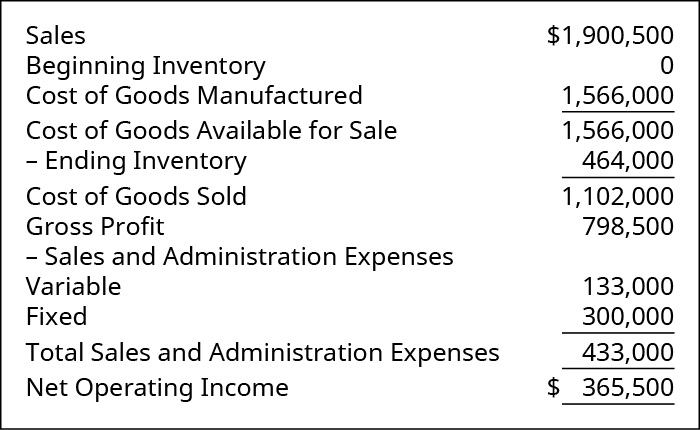 Sales $1,900,500
Beginning Inventory 0
Cost of Goods Manufactured 1,566,000
Cost of Goods Available for Sale 1,566,000
– Ending Inventory 464,000
Cost of Goods Sold 1,102,000
Gross Profit 798,500
– Sales and Administration Expenses
Variable 133,000
Fixed 300,000
Total Sales and Administration Expenses 433,000
Net Operating Income $ 365,500